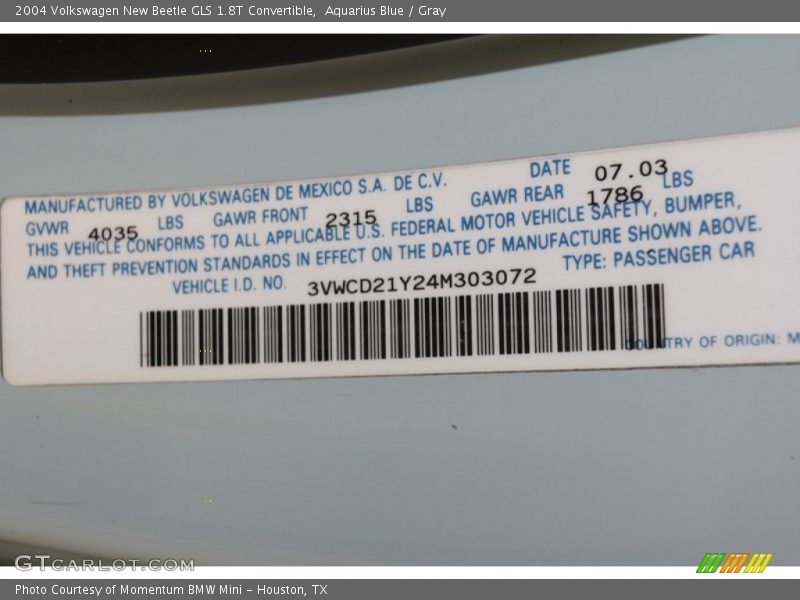 2004 Volkswagen New Beetle GLS 1.8T Convertible, Aquarius Blue / Gray
MANUFACTURED BY VOLKSWAGEN DE MEXICO S.A. DE C.V. DATE 07.03
GVWR 4035 LBS GAWR FRONT 2315 LBS GAWR REAR 1786 LBS
THIS VEHICLE CONFORMS TO ALL APPLICABLE U.S. FEDERAL MOTOR VEHICLE SAFETY, BUMPER,
AND THEFT PREVENTION STANDARDS IN EFFECT ON THE DATE OF MANUFACTURE SHOWN ABOVE.
VEHICLE I.D. NO. 3VWCD21Y24M303072 TYPE: PASSENGER CAR
COUNTRY OF ORIGIN: M
GTCARLOT.COM
Photo Courtesy of Momentum BMW Mini - Houston, TX